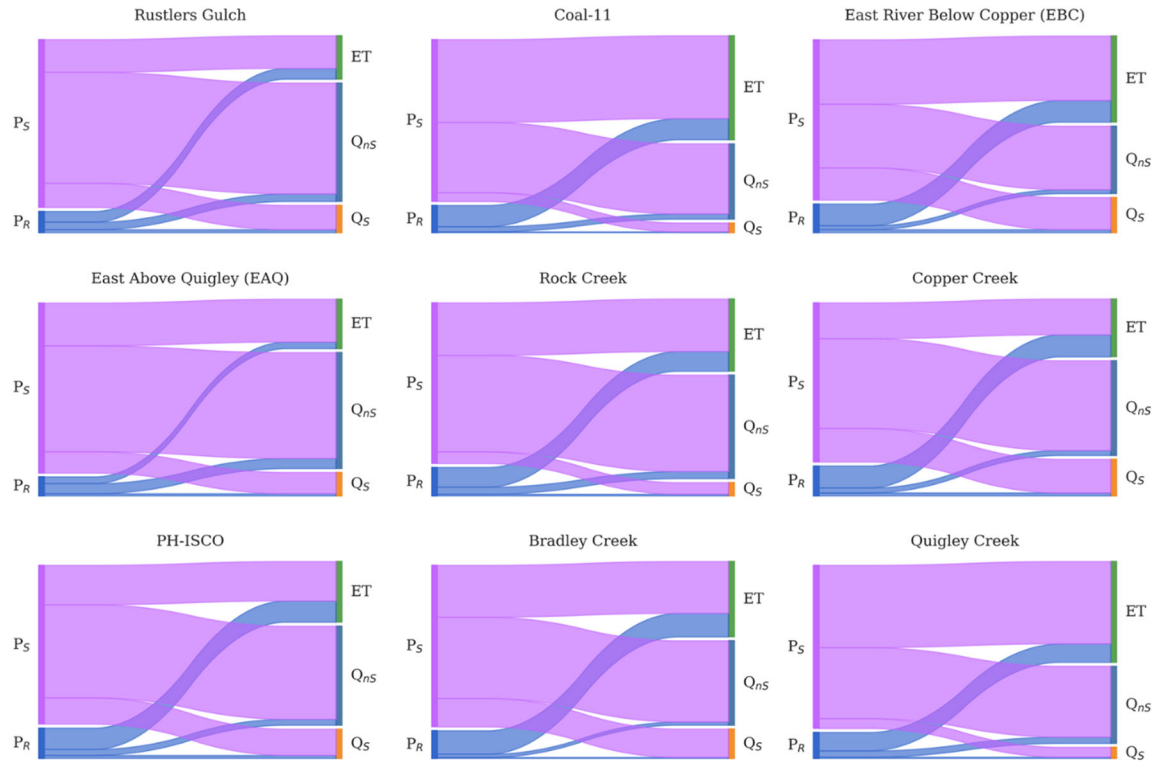 Rustlers Gulch
P_S
P_R
ET
Q_nS
Q_S
Coal-11
P_S
P_R
ET
Q_nS
Q_S
East River Below Copper (EBC)
P_S
P_R
ET
Q_nS
Q_S
East Above Quigley (EAQ)
P_S
P_R
ET
Q_nS
Q_S
Rock Creek
P_S
P_R
ET
Q_nS
Q_S
Copper Creek
P_S
P_R
ET
Q_nS
Q_S
PH-ISCO
P_S
P_R
ET
Q_nS
Q_S
Bradley Creek
P_S
P_R
ET
Q_nS
Q_S
Quigley Creek
P_S
P_R
ET
Q_nS
Q_S